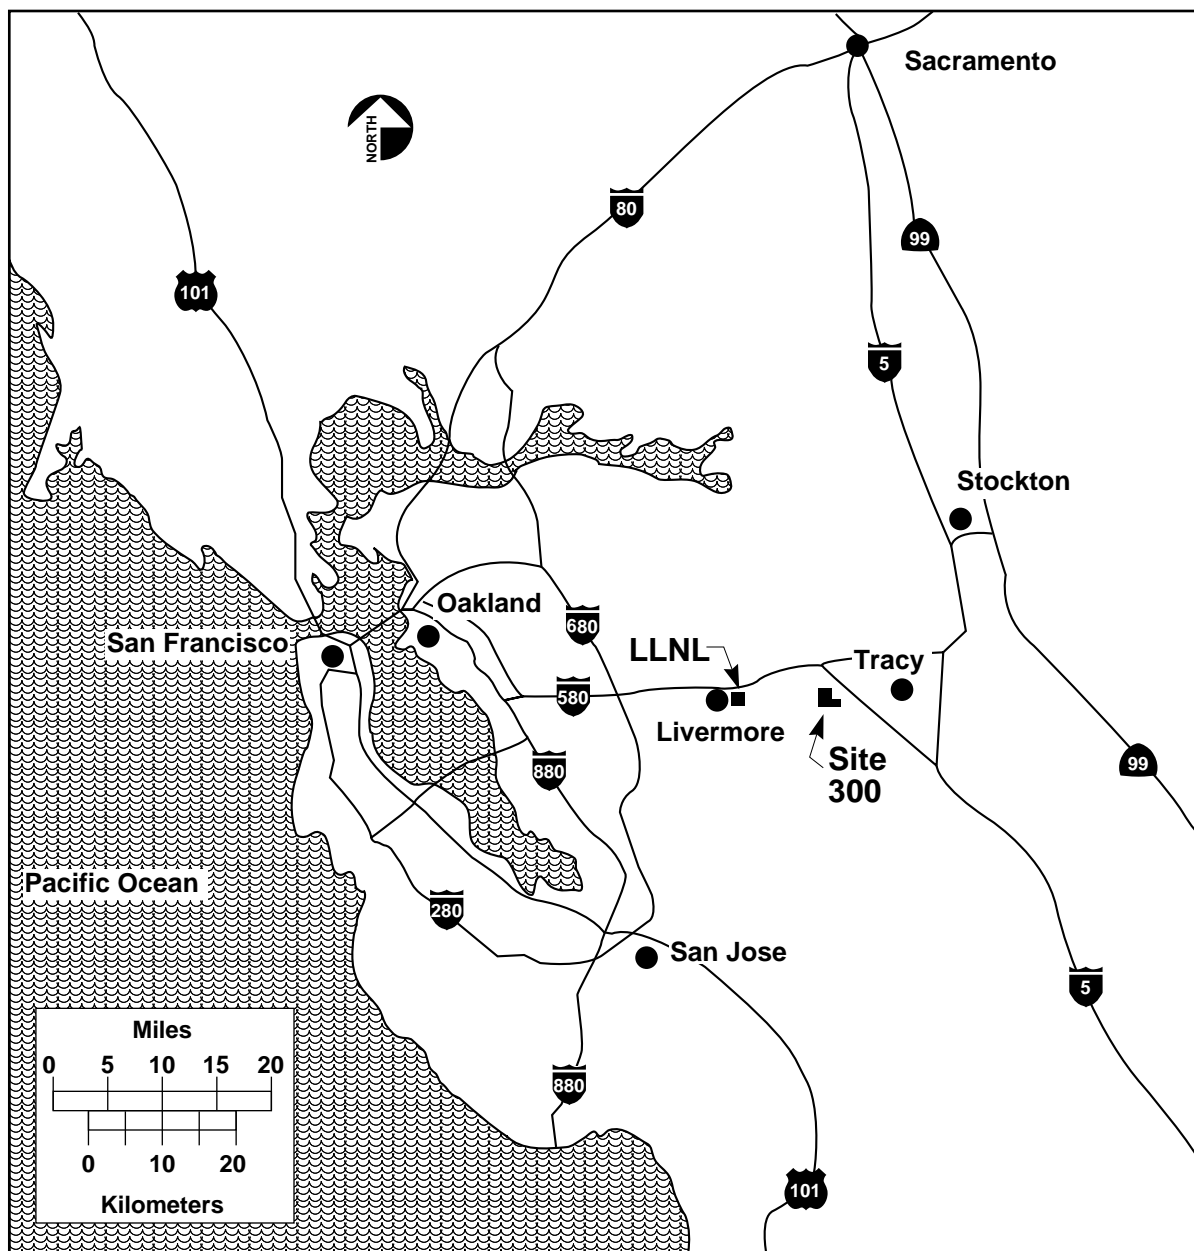 Sacramento
NORTH
80
99
101
5
Stockton
Oakland
680
San Francisco
LLNL
Tracy
580
Livermore
Site
300
880
99
Pacific Ocean
280
San Jose
5
Miles
0 5 10 15 20
880
0 10 20
Kilometers
101